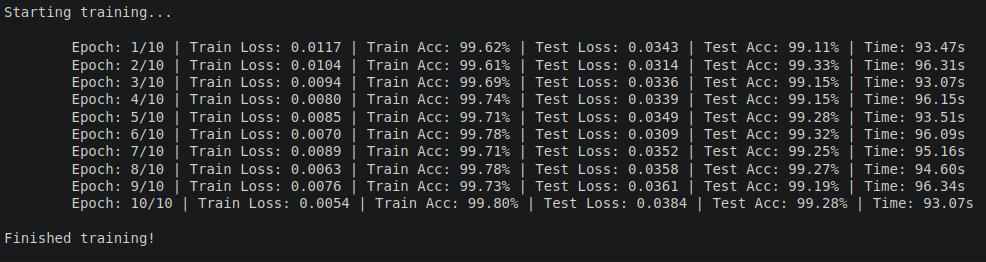 Starting training...
Epoch: 1/10 | Train Loss: 0.0117 | Train Acc: 99.62% | Test Loss: 0.0343 | Test Acc: 99.11% | Time: 93.47s
Epoch: 2/10 | Train Loss: 0.0104 | Train Acc: 99.61% | Test Loss: 0.0314 | Test Acc: 99.33% | Time: 96.31s
Epoch: 3/10 | Train Loss: 0.0094 | Train Acc: 99.69% | Test Loss: 0.0336 | Test Acc: 99.15% | Time: 93.07s
Epoch: 4/10 | Train Loss: 0.0080 | Train Acc: 99.74% | Test Loss: 0.0339 | Test Acc: 99.15% | Time: 96.15s
Epoch: 5/10 | Train Loss: 0.0085 | Train Acc: 99.71% | Test Loss: 0.0349 | Test Acc: 99.28% | Time: 93.51s
Epoch: 6/10 | Train Loss: 0.0070 | Train Acc: 99.78% | Test Loss: 0.0309 | Test Acc: 99.32% | Time: 96.09s
Epoch: 7/10 | Train Loss: 0.0089 | Train Acc: 99.71% | Test Loss: 0.0352 | Test Acc: 99.25% | Time: 95.16s
Epoch: 8/10 | Train Loss: 0.0063 | Train Acc: 99.78% | Test Loss: 0.0358 | Test Acc: 99.27% | Time: 94.60s
Epoch: 9/10 | Train Loss: 0.0076 | Train Acc: 99.73% | Test Loss: 0.0361 | Test Acc: 99.19% | Time: 96.34s
Epoch: 10/10 | Train Loss: 0.0054 | Train Acc: 99.80% | Test Loss: 0.0384 | Test Acc: 99.28% | Time: 93.07s
Finished training!